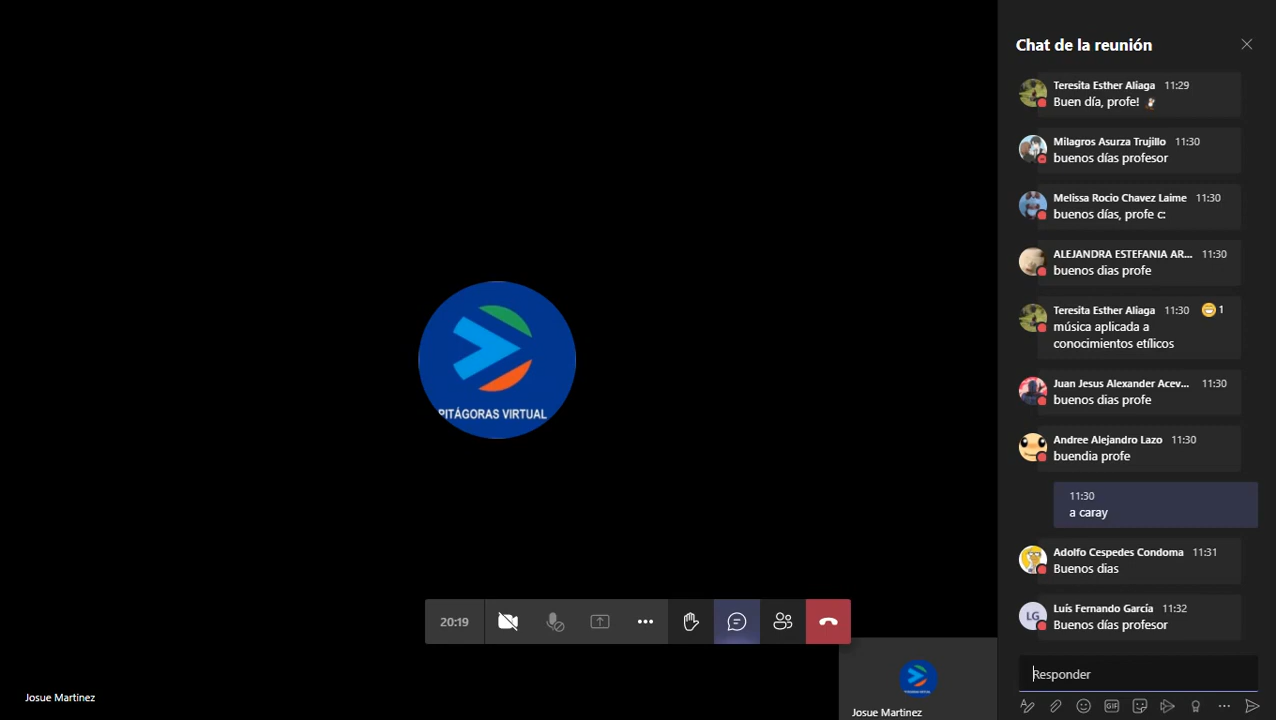 Chat de la reunión
Teresita Esther Aliaga 11:29
Buen día, profe!
Milagros Asurza Trujillo 11:30
buenos días profesor
Melissa Rocio Chavez Laime 11:30
buenos días, profe c:
ALEJANDRA ESTEFANIA AR... 11:30
buenos dias profe
Teresita Esther Aliaga 11:30 1
música aplicada a
conocimientos etílicos
Juan Jesus Alexander Acev... 11:30
buenos dias profe
Andree Alejandro Lazo 11:30
buendia profe
11:30
a caray
Adolfo Cespedes Condoma 11:31
Buenos dias
LG
Luís Fernando García 11:32
Buenos días profesor
Responder
GIF
PITÁGORAS VIRTUAL
20:19
Josue Martinez
Josue Martinez